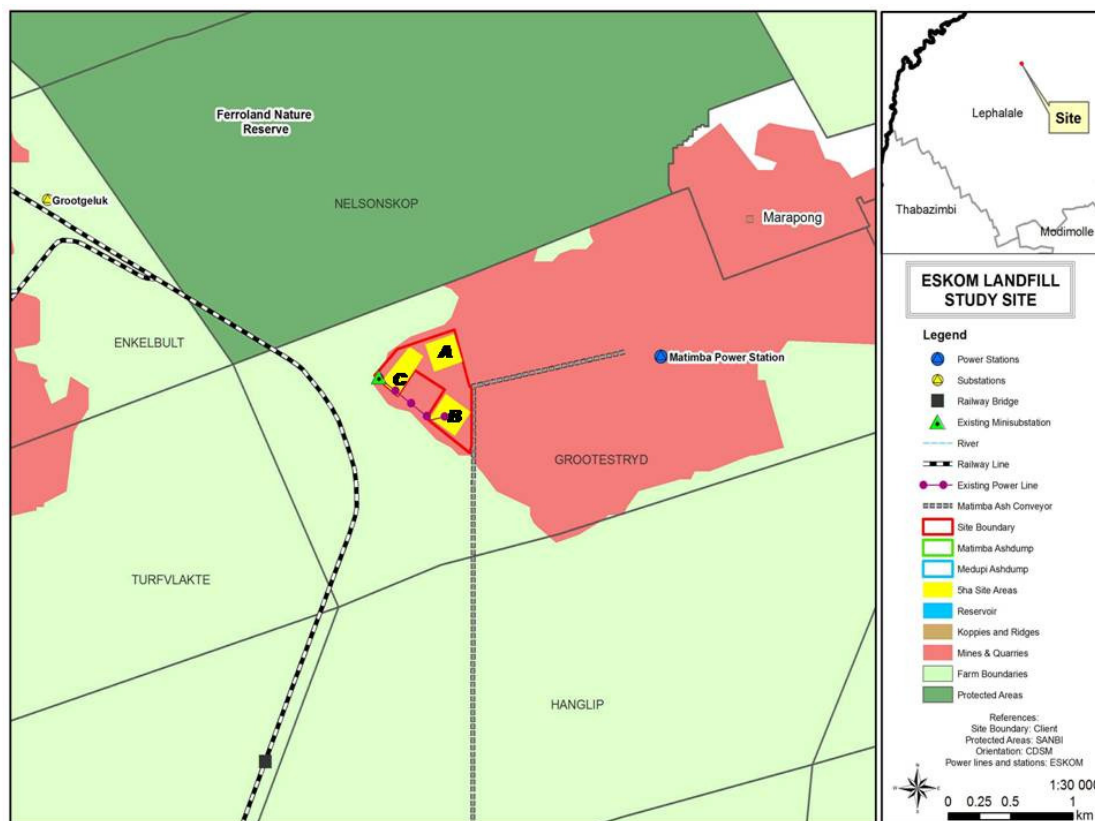 Ferroland Nature
Reserve
NELSONSKOP
Grootgeluk
Marapong
ENKELBULT
A
C
B
Matimba Power Station
GROOTESTRYD
TURFVLAKTE
HANGLIP
Lephalale
Site
Thabazimbi
Modimolle
ESKOM LANDFILL
STUDY SITE
Legend
Power Stations
Substations
Railway Bridge
Existing Minisubstation
River
Railway Line
Existing Power Line
Matimba Ash Conveyor
Site Boundary
Matimba Ashdump
Medupi Ashdump
5ha Site Areas
Reservoir
Koppies and Ridges
Mines & Quarries
Farm Boundaries
Protected Areas
References:
Site Boundary: Client
Protected Areas: SANBI
Orientation: CDSM
Power lines and stations: ESKOM
1:30 000
0 0.25 0.5 1
km